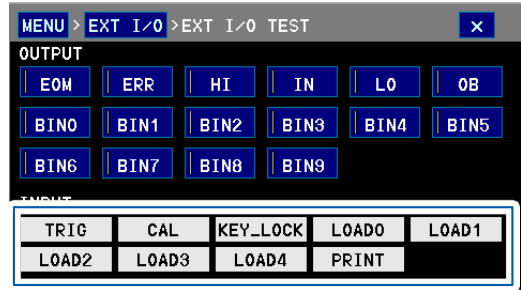 MENU > EXT I/O > EXT I/O TEST ×
OUTPUT
EOM ERR HI IN LO OB
BIN0 BIN1 BIN2 BIN3 BIN4 BIN5
BIN6 BIN7 BIN8 BIN9
INPUT
TRIG CAL KEY_LOCK LOAD0 LOAD1
LOAD2 LOAD3 LOAD4 PRINT